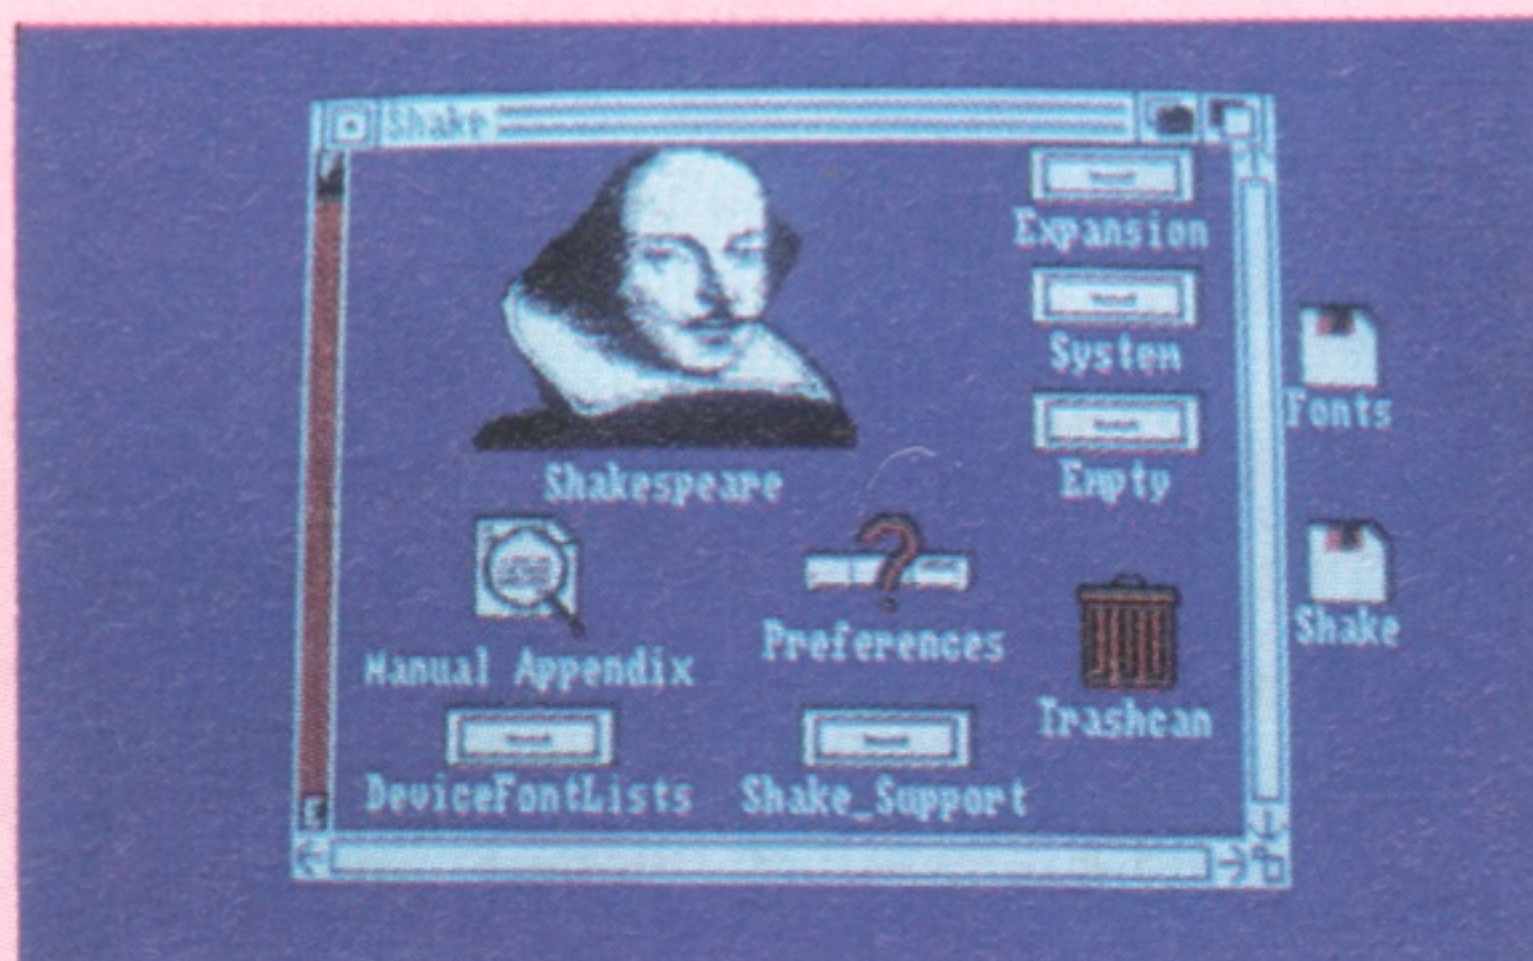 Shake
Expansion
System
Fonts
Empty
Shakespeare
Preferences
Shake
Manual Appendix
Trashcan
DeviceFontLists
Shake_Support